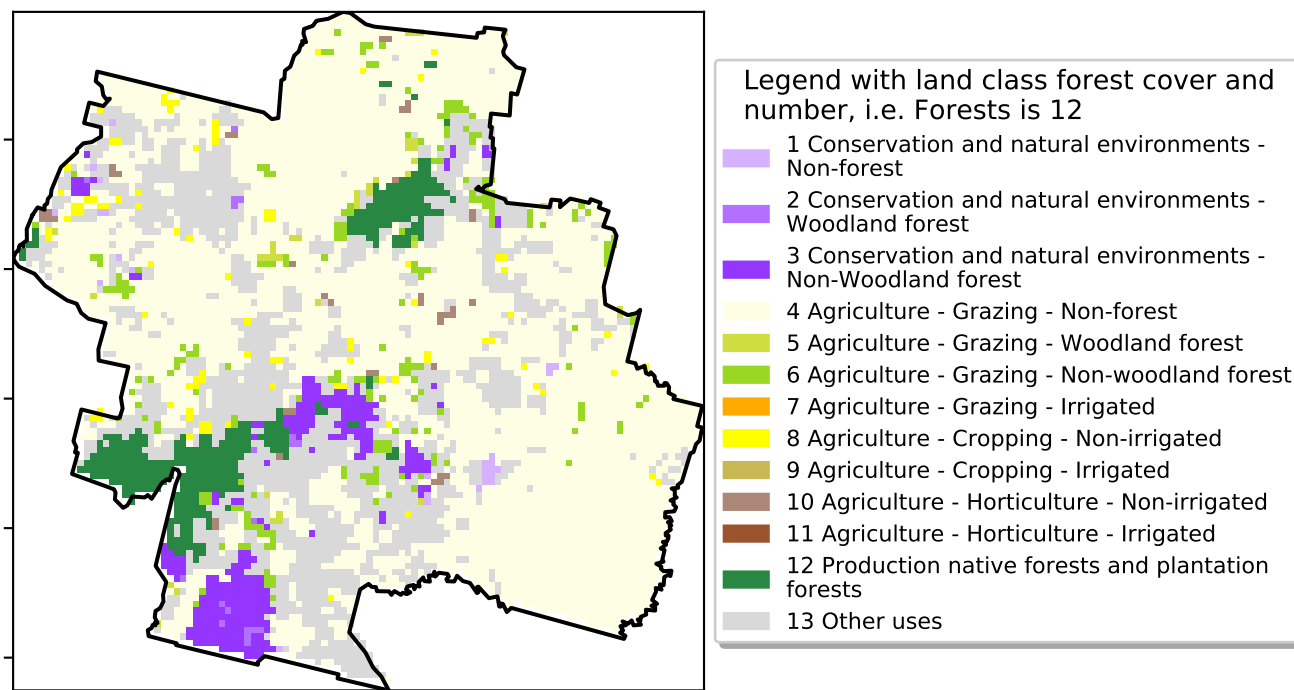 Legend with land class forest cover and
number, i.e. Forests is 12
1 Conservation and natural environments -
Non-forest
2 Conservation and natural environments -
Woodland forest
3 Conservation and natural environments -
Non-Woodland forest
4 Agriculture - Grazing - Non-forest
5 Agriculture - Grazing - Woodland forest
6 Agriculture - Grazing - Non-woodland forest
7 Agriculture - Grazing - Irrigated
8 Agriculture - Cropping - Non-irrigated
9 Agriculture - Cropping - Irrigated
10 Agriculture - Horticulture - Non-irrigated
11 Agriculture - Horticulture - Irrigated
12 Production native forests and plantation
forests
13 Other uses